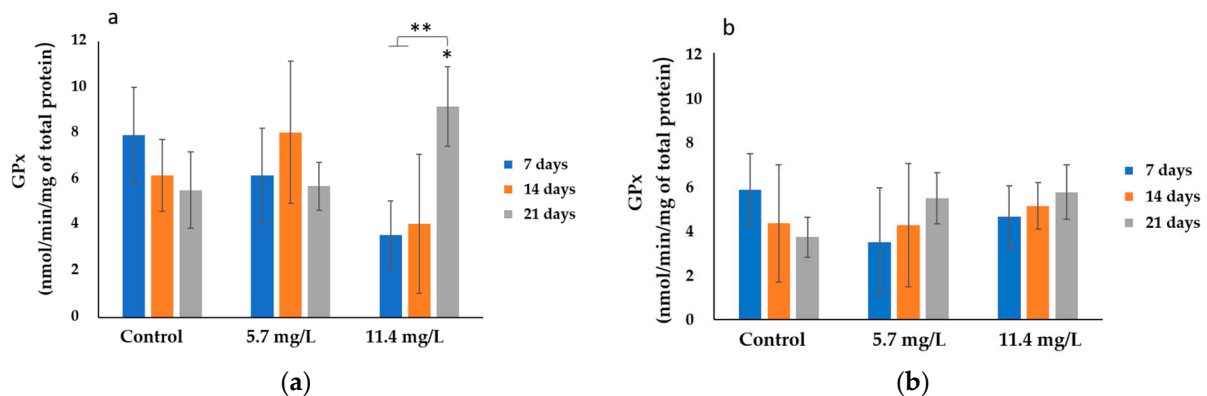 a
GPx
(nmol/min/mg of total protein)
12
10
8
6
4
2
0
**
*
Control
5.7 mg/L
11.4 mg/L
7 days
14 days
21 days
(a)
b
GPx
(nmol/min/mg of total protein)
12
10
8
6
4
2
0
Control
5.7 mg/L
11.4 mg/L
7 days
14 days
21 days
(b)